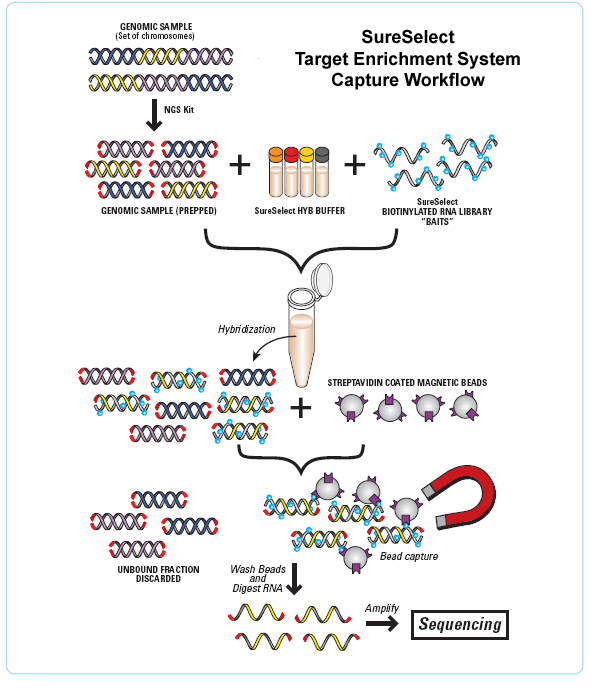 GENOMIC SAMPLE
(Set of chromosomes)
SureSelect
Target Enrichment System
Capture Workflow
NGS Kit
GENOMIC SAMPLE (PREPPED)
SureSelect HYB BUFFER
SureSelect
BIOTINYLATED RNA LIBRARY
“BAITS”
Hybridization
STREPTAVIDIN COATED MAGNETIC BEADS
UNBOUND FRACTION
DISCARDED
Bead capture
Wash Beads
and
Digest RNA
Amplify
Sequencing